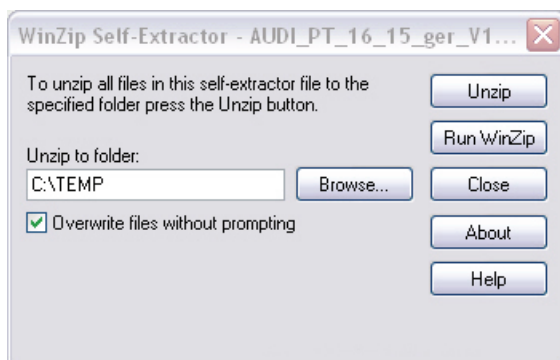 WinZip Self-Extractor - AUDI_PT_16_15_ger_V1...
To unzip all files in this self-extractor file to the
specified folder press the Unzip button.
Unzip to folder:
C:\TEMP
Browse...
Overwrite files without prompting
Unzip
Run WinZip
Close
About
Help